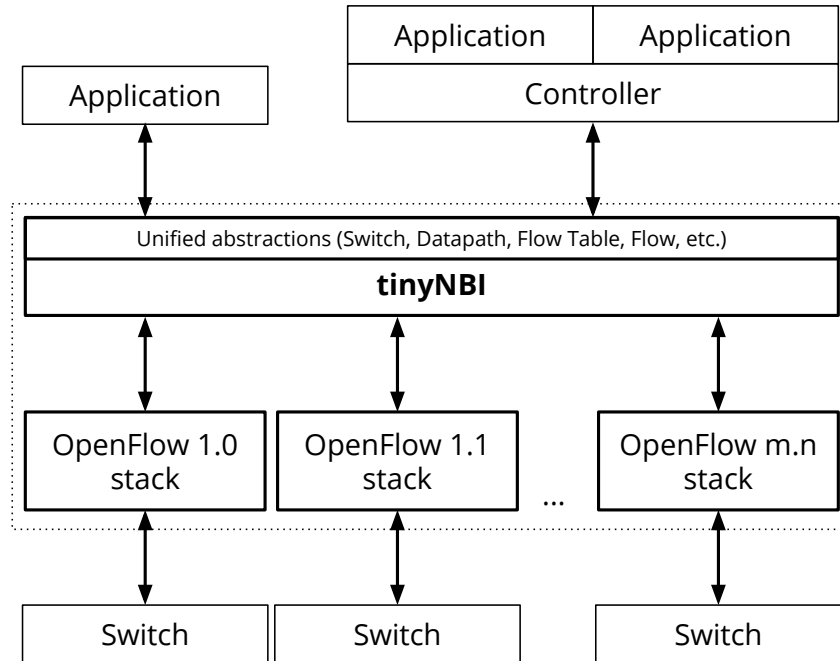 Application Application
Application
Controller
Unified abstractions (Switch, Datapath, Flow Table, Flow, etc.)
tinyNBI
OpenFlow 1.0
stack
OpenFlow 1.1
stack
...
OpenFlow m.n
stack
Switch
Switch
Switch